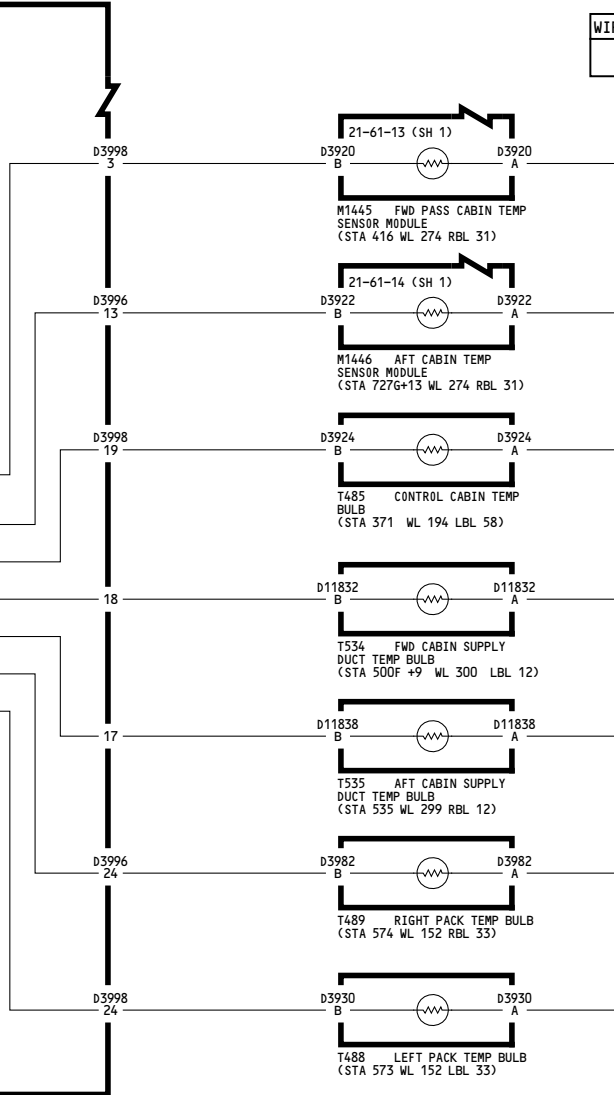 WI
21-61-13 (SH 1)
D3998
3
D3920
B
D3920
A
M1445 FWD PASS CABIN TEMP
SENSOR MODULE
(STA 416 WL 274 RBL 31)
21-61-14 (SH 1)
D3996
13
D3922
B
D3922
A
M1446 AFT CABIN TEMP
SENSOR MODULE
(STA 727G+13 WL 274 RBL 31)
D3998
19
D3924
B
D3924
A
T485 CONTROL CABIN TEMP
BULB
(STA 371 WL 194 LBL 58)
18
D11832
B
D11832
A
T534 FWD CABIN SUPPLY
DUCT TEMP BULB
(STA 500F +9 WL 300 LBL 12)
17
D11838
B
D11838
A
T535 AFT CABIN SUPPLY
DUCT TEMP BULB
(STA 535 WL 299 RBL 12)
D3996
24
D3982
B
D3982
A
T489 RIGHT PACK TEMP BULB
(STA 574 WL 152 RBL 33)
D3998
24
D3930
B
D3930
A
T488 LEFT PACK TEMP BULB
(STA 573 WL 152 LBL 33)